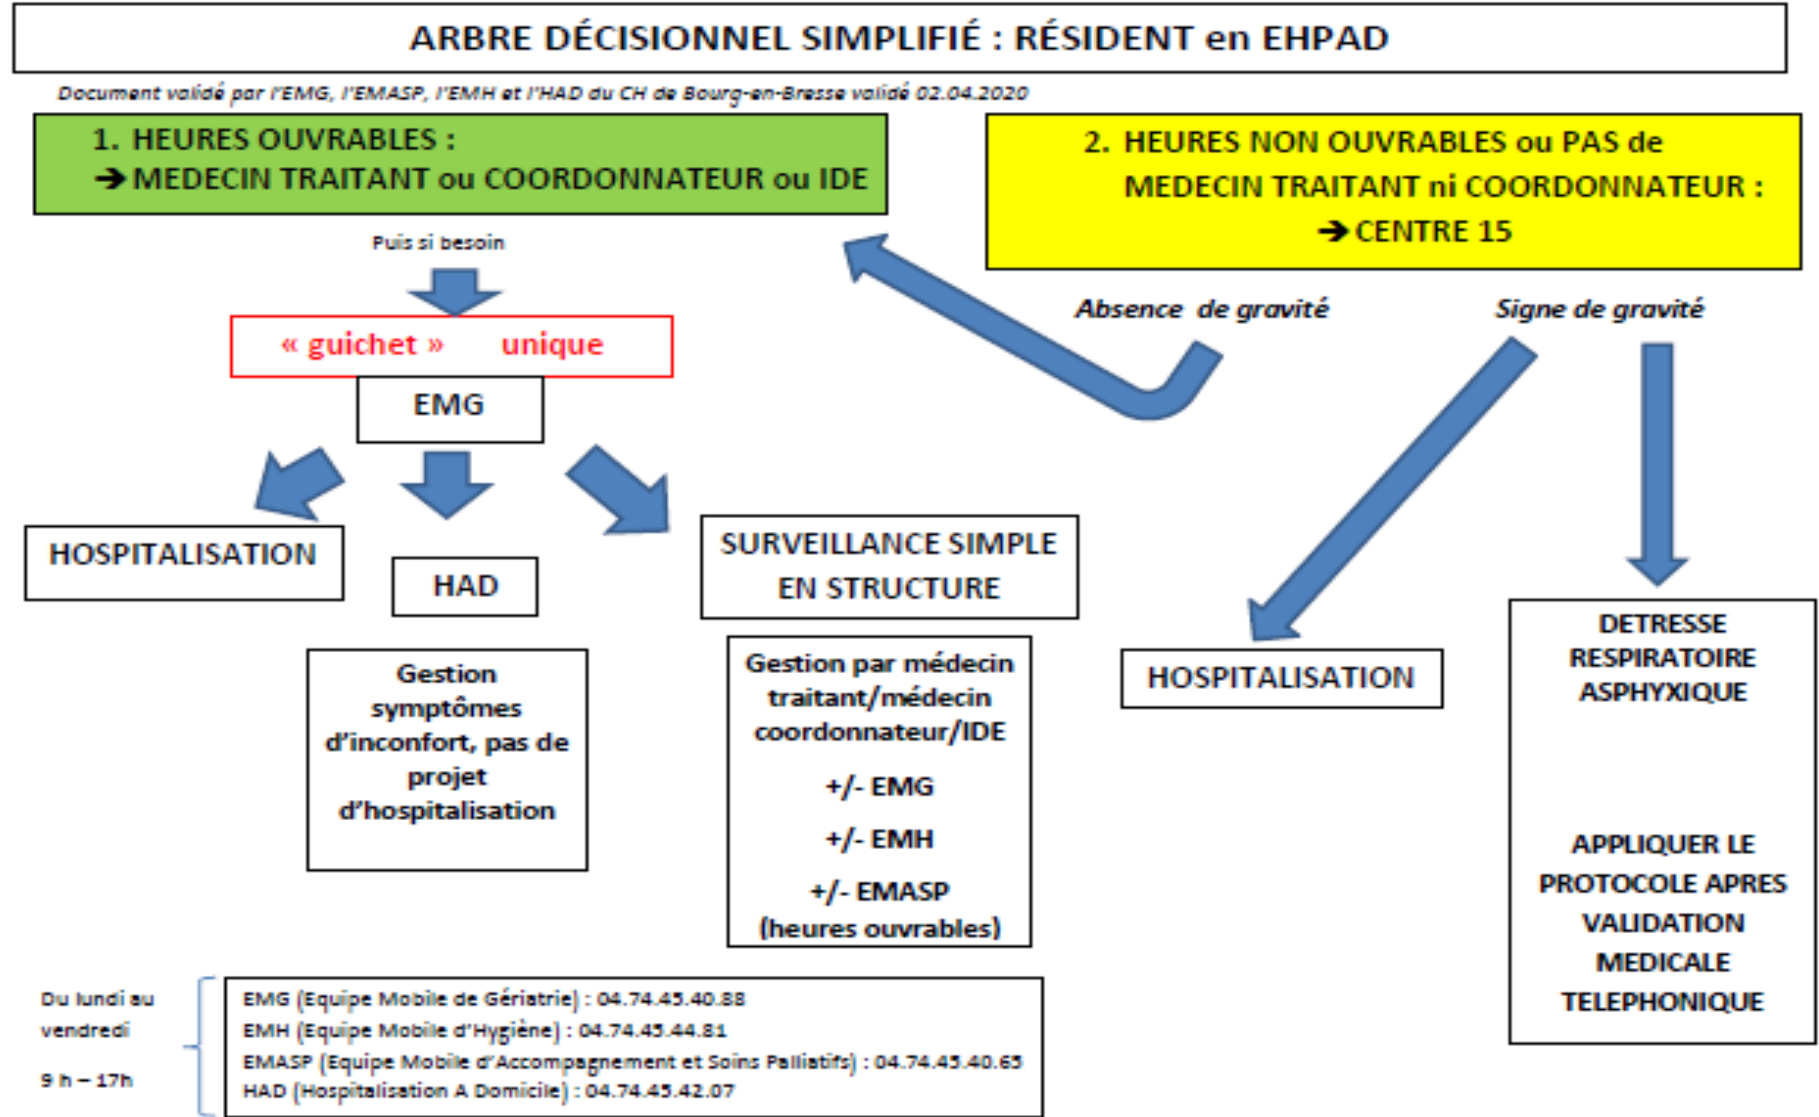 ARBRE DÉCISIONNEL SIMPLIFIÉ : RÉSIDENT en EHPAD
Document validé par l'EMG, l'EMASP, l'EMH et l'HAD du CH de Bourg-en-Bresse validé 02.04.2020
1. HEURES OUVRABLES :
➔ MEDECIN TRAITANT ou COORDONNATEUR ou IDE
2. HEURES NON OUVRABLES ou PAS de
MEDECIN TRAITANT ni COORDONNATEUR :
➔ CENTRE 15
Puis si besoin
« guichet » unique
EMG
Absence de gravité
Signe de gravité
HOSPITALISATION
HAD
SURVEILLANCE SIMPLE
EN STRUCTURE
Gestion
symptômes
d'inconfort, pas de
projet
d'hospitalisation
Gestion par médecin
traitant/médecin
coordonnateur/IDE
+/- EMG
+/- EMH
+/- EMASP
(heures ouvrables)
HOSPITALISATION
DETRESSE
RESPIRATOIRE
ASPHYXIQUE
APPLIQUER LE
PROTOCOLE APRES
VALIDATION
MEDICALE
TELEPHONIQUE
Du lundi au
vendredi
9 h – 17h
EMG (Equipe Mobile de Gériatrie) : 04.74.45.40.88
EMH (Equipe Mobile d'Hygiène) : 04.74.45.44.81
EMASP (Equipe Mobile d'Accompagnement et Soins Palliatifs) : 04.74.45.40.65
HAD (Hospitalisation A Domicile) : 04.74.45.42.07